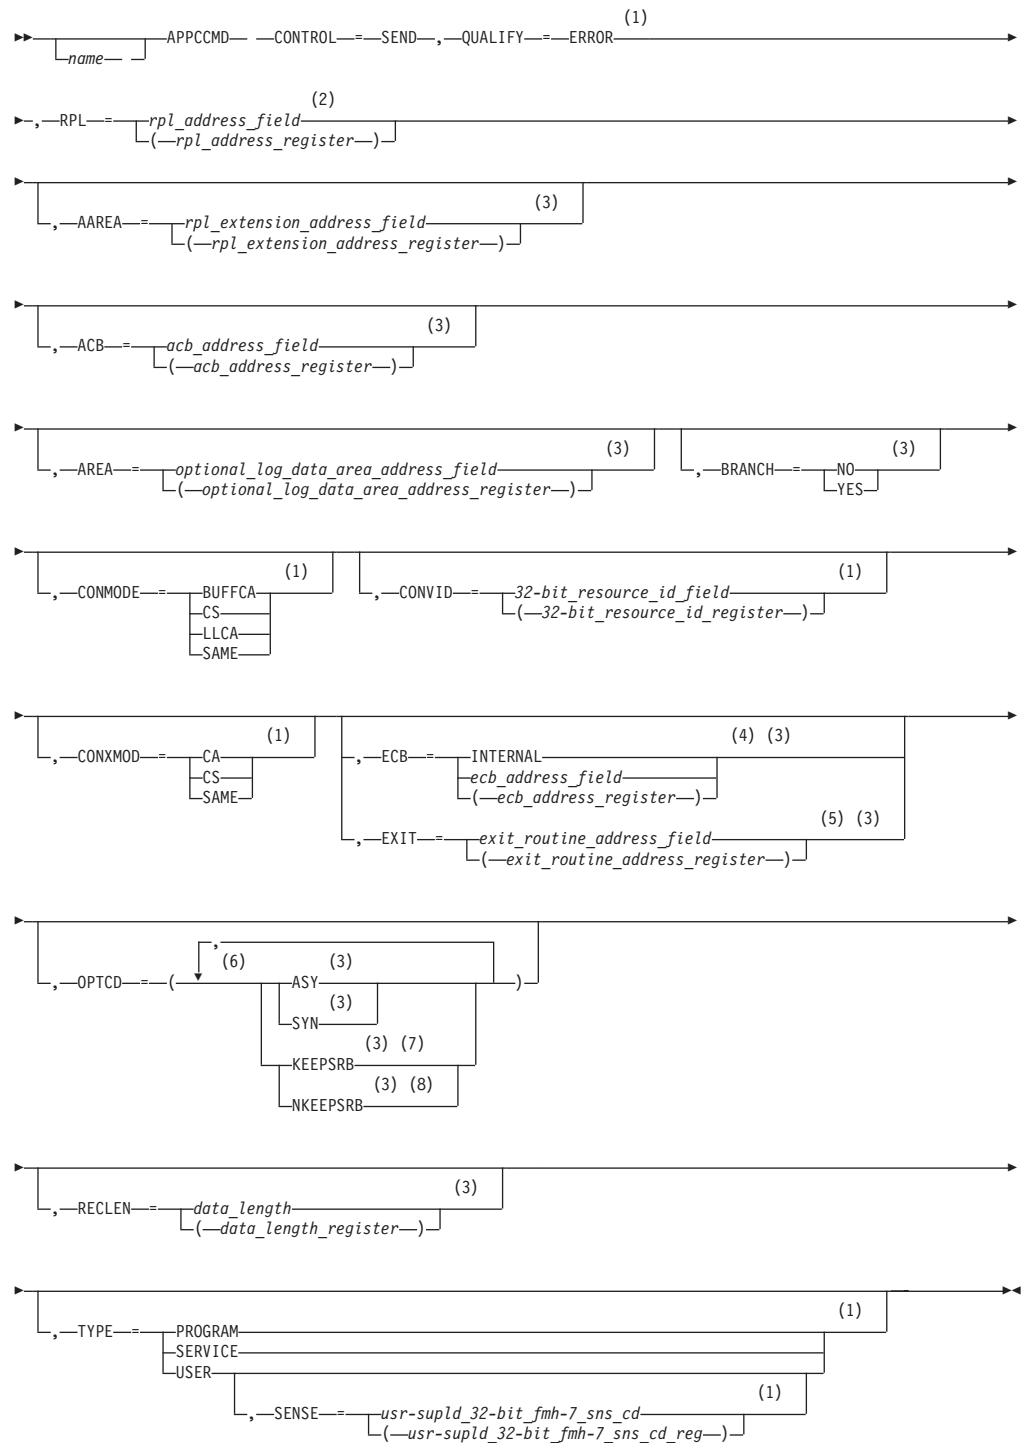 (1)
APPCCMD CONTROL = SEND , QUALIFY = ERROR
name
(2)
, RPL = rpl_address_field
( rpl_address_register )
(3)
, AAREA = rpl_extension_address_field
( rpl_extension_address_register )
(3)
, ACB = acb_address_field
( acb_address_register )
(3) (3)
, AREA = optional_log_data_area_address_field , BRANCH = NO
( optional_log_data_area_address_register ) YES
(1) (1)
, CONMODE = BUFFCA , CONVID = 32-bit_resource_id_field
CS ( 32-bit_resource_id_register )
LLCA
SAME
(1) (4) (3)
, CONXMOD = CA , ECB = INTERNAL
CS ecb_address_field
SAME ( ecb_address_register )
(5) (3)
, EXIT = exit_routine_address_field
( exit_routine_address_register )
,
(6) (3)
, OPTCD = ( ASY )
(3)
SYN
(3) (7)
KEEPSRB
(3) (8)
NKEEPSRB
(3)
, RECLEN = data_length
( data_length_register )
(1)
, TYPE = PROGRAM
SERVICE
USER
(1)
, SENSE = usr-supld_32-bit_fmh-7_sns_cd
( usr-supld_32-bit_fmh-7_sns_cd_reg )